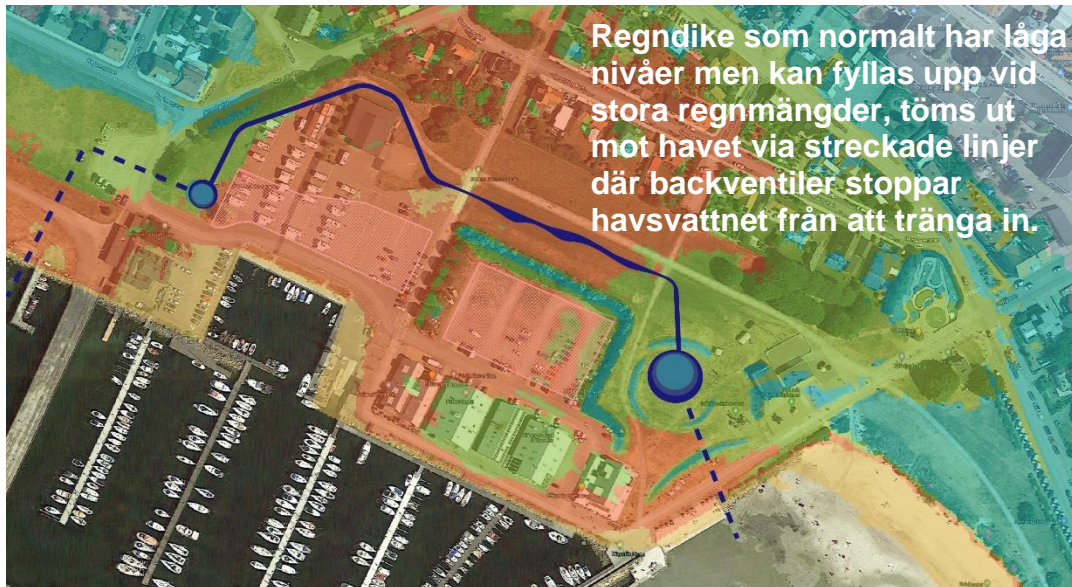 Regndike som normalt har låga
nivåer men kan fyllas upp vid
stora regnmängder, töms ut
mot havet via streckade linjer
där backventiler stoppar
havsvattnet från att tränga in.